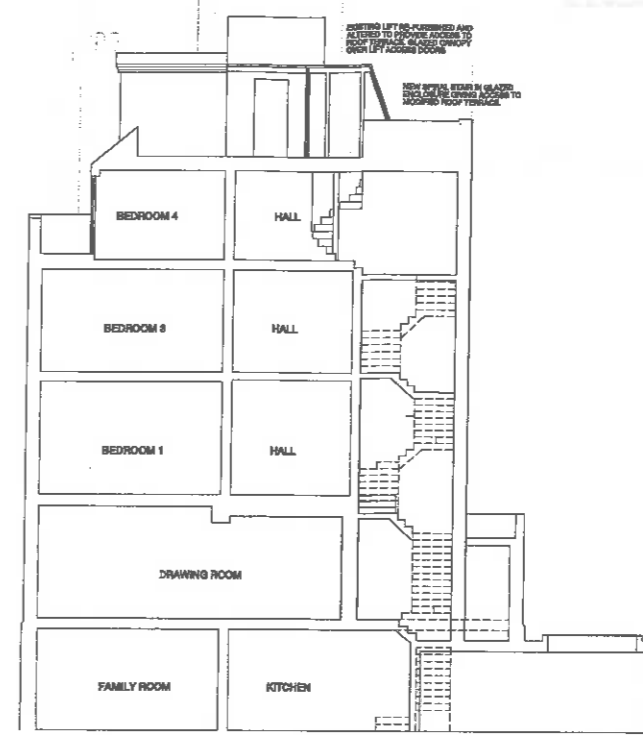 EXISTING LIFT RE-FURBISHED AND
ALTERED TO PROVIDE ACCESS TO
ROOF TERRACE. GLAZED CANOPY
OVER LIFT ACCESS DOORS
NEW SPIRAL STAIR IN GLAZED
ENCLOSURE GIVING ACCESS TO
MODIFIED ROOF TERRACE.
BEDROOM 4 HALL
BEDROOM 3 HALL
BEDROOM 1 HALL
DRAWING ROOM
FAMILY ROOM KITCHEN